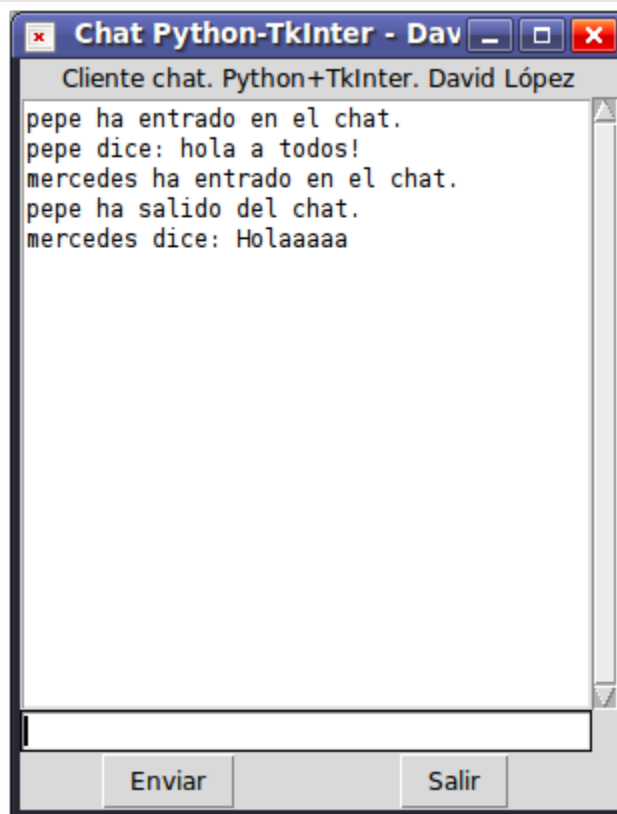 Chat Python-TkInter - Dav
Cliente chat. Python+TkInter. David López
pepe ha entrado en el chat.
pepe dice: hola a todos!
mercedes ha entrado en el chat.
pepe ha salido del chat.
mercedes dice: Holaaaaa
Enviar Salir